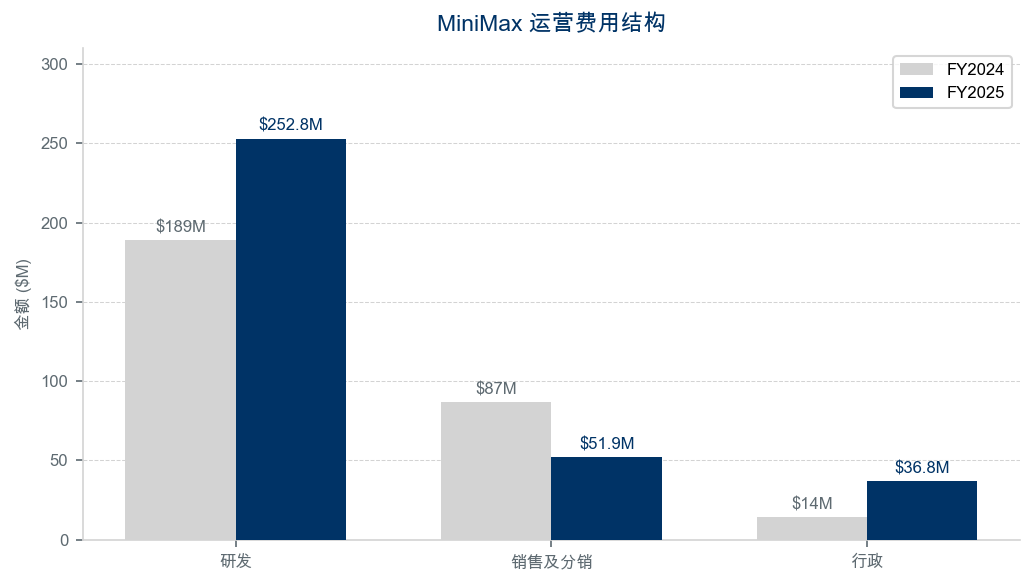 MiniMax 运营费用结构
FY2024
FY2025
金额 ($M)
300
250
200
150
100
50
0
$189M
$252.8M
$87M
$51.9M
$14M
$36.8M
研发
销售及分销
行政